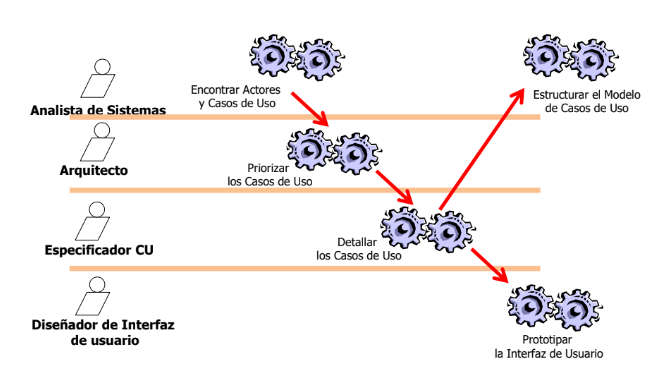 Encontrar Actores
y Casos de Uso
Estructurar el Modelo
de Casos de Uso
Analista de Sistemas
Arquitecto
Priorizar
los Casos de Uso
Especificador CU
Detallar
los Casos de Uso
Diseñador de Interfaz
de usuario
Prototipar
la Interfaz de Usuario